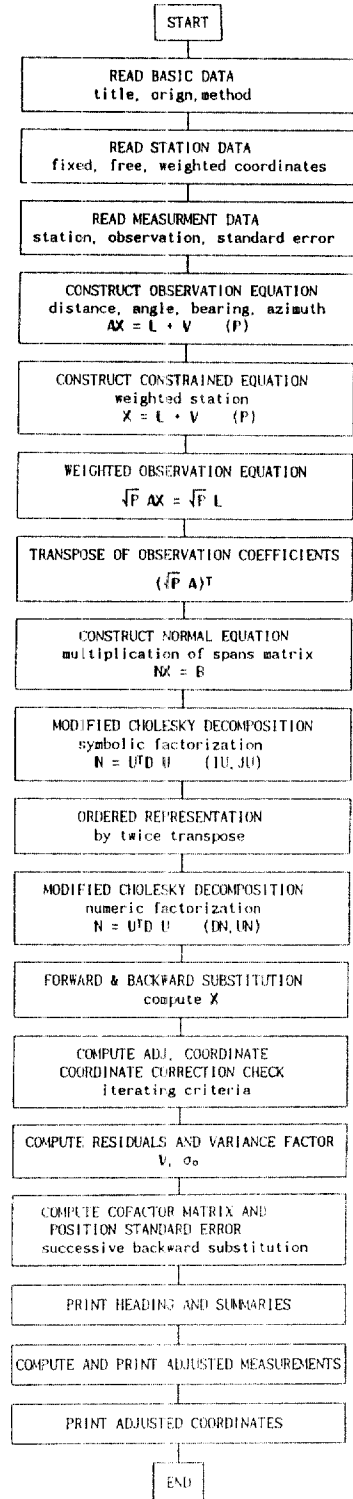 START
READ BASIC DATA
title, orign, method
READ STATION DATA
fixed, free, weighted coordinates
READ MEASURMENT DATA
station, observation, standard error
CONSTRUCT OBSERVATION EQUATION
distance, angle, bearing, azimuth
AX = L + V (P)
CONSTRUCT CONSTRAINED EQUATION
weighted station
X = L + V (P)
WEIGHTED OBSERVATION EQUATION
√P AX = √P L
TRANSPOSE OF OBSERVATION COEFFICIENTS
(√P A)ᵀ
CONSTRUCT NORMAL EQUATION
multiplication of spans matrix
NX = B
MODIFIED CHOLESKY DECOMPOSITION
symbolic factorization
N = UᵀD U (IU, JU)
ORDERED REPRESENTATION
by twice transpose
MODIFIED CHOLESKY DECOMPOSITION
numeric factorization
N = UᵀD U (DN, UN)
FORWARD & BACKWARD SUBSTITUTION
compute X
COMPUTE ADJ. COORDINATE
COORDINATE CORRECTION CHECK
iterating criteria
COMPUTE RESIDUALS AND VARIANCE FACTOR
V, σ₀
COMPUTE COFACTOR MATRIX AND
POSITION STANDARD ERROR
successive backward substitution
PRINT HEADING AND SUMMARIES
COMPUTE AND PRINT ADJUSTED MEASUREMENTS
PRINT ADJUSTED COORDINATES
END